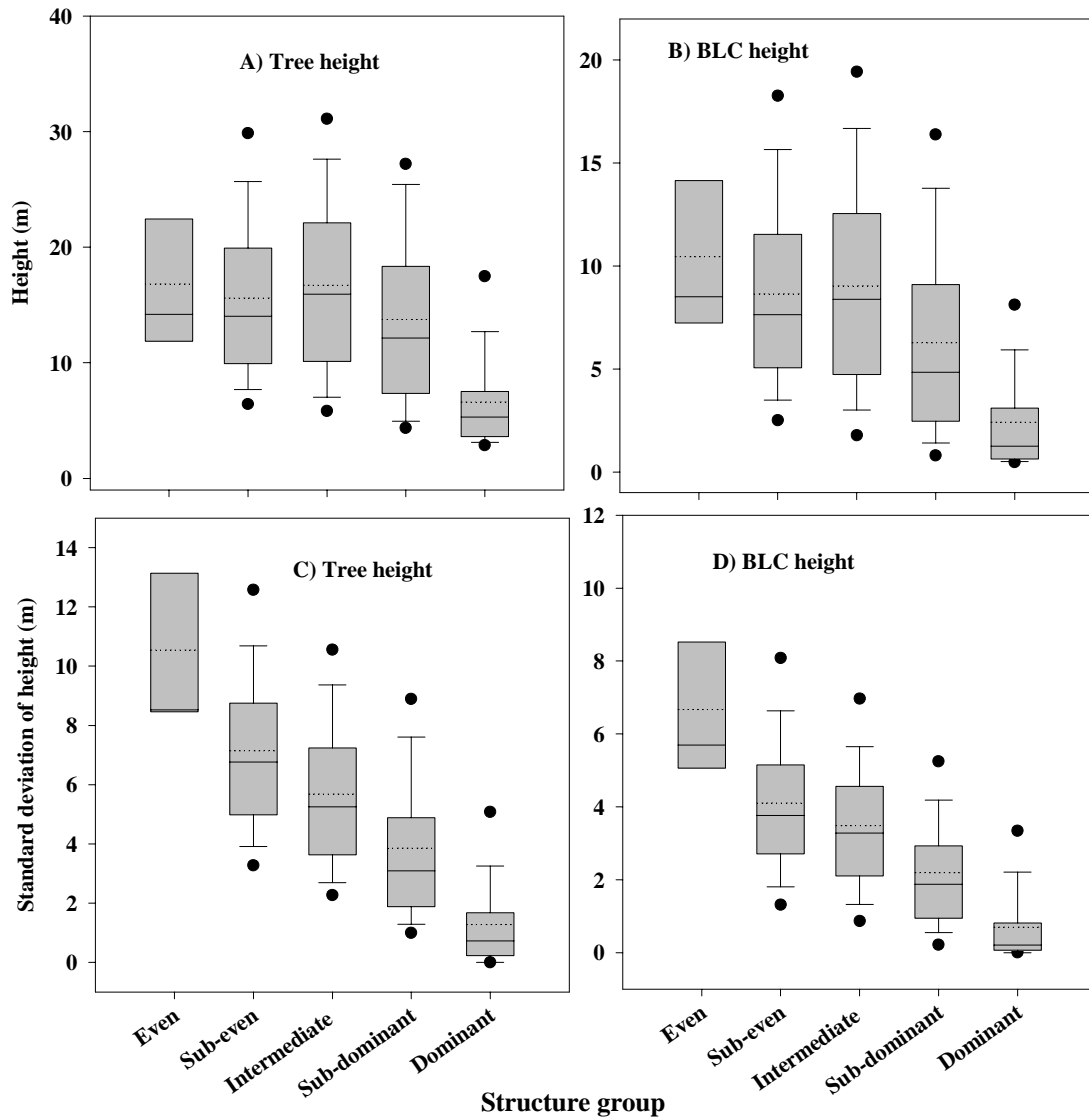 A) Tree height
40
30
20
10
0
Height (m)
B) BLC height
20
15
10
5
0
C) Tree height
14
12
10
8
6
4
2
0
Standard deviation of height (m)
D) BLC height
12
10
8
6
4
2
0
Even
Sub-even
Intermediate
Sub-dominant
Dominant
Even
Sub-even
Intermediate
Sub-dominant
Dominant
Structure group